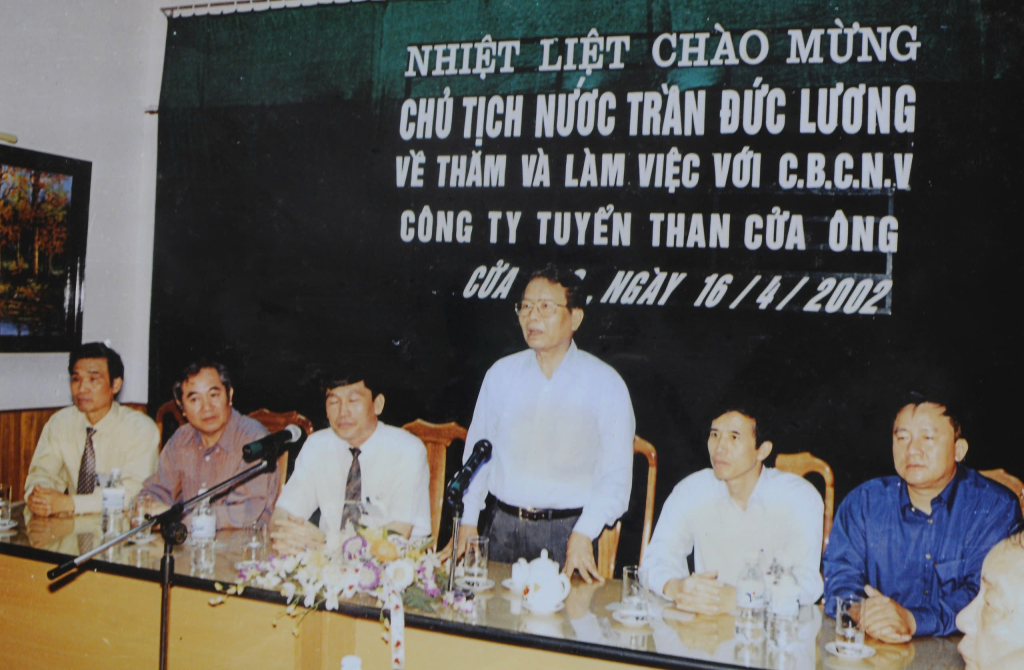 NHIỆT LIỆT CHÀO MỪNG
CHỦ TỊCH NƯỚC TRẦN ĐỨC LƯƠNG
VỀ THĂM VÀ LÀM VIỆC VỚI C.B.C.N.V
CÔNG TY TUYỂN THAN CỬA ÔNG
CỬA , NGÀY 16/4/2002